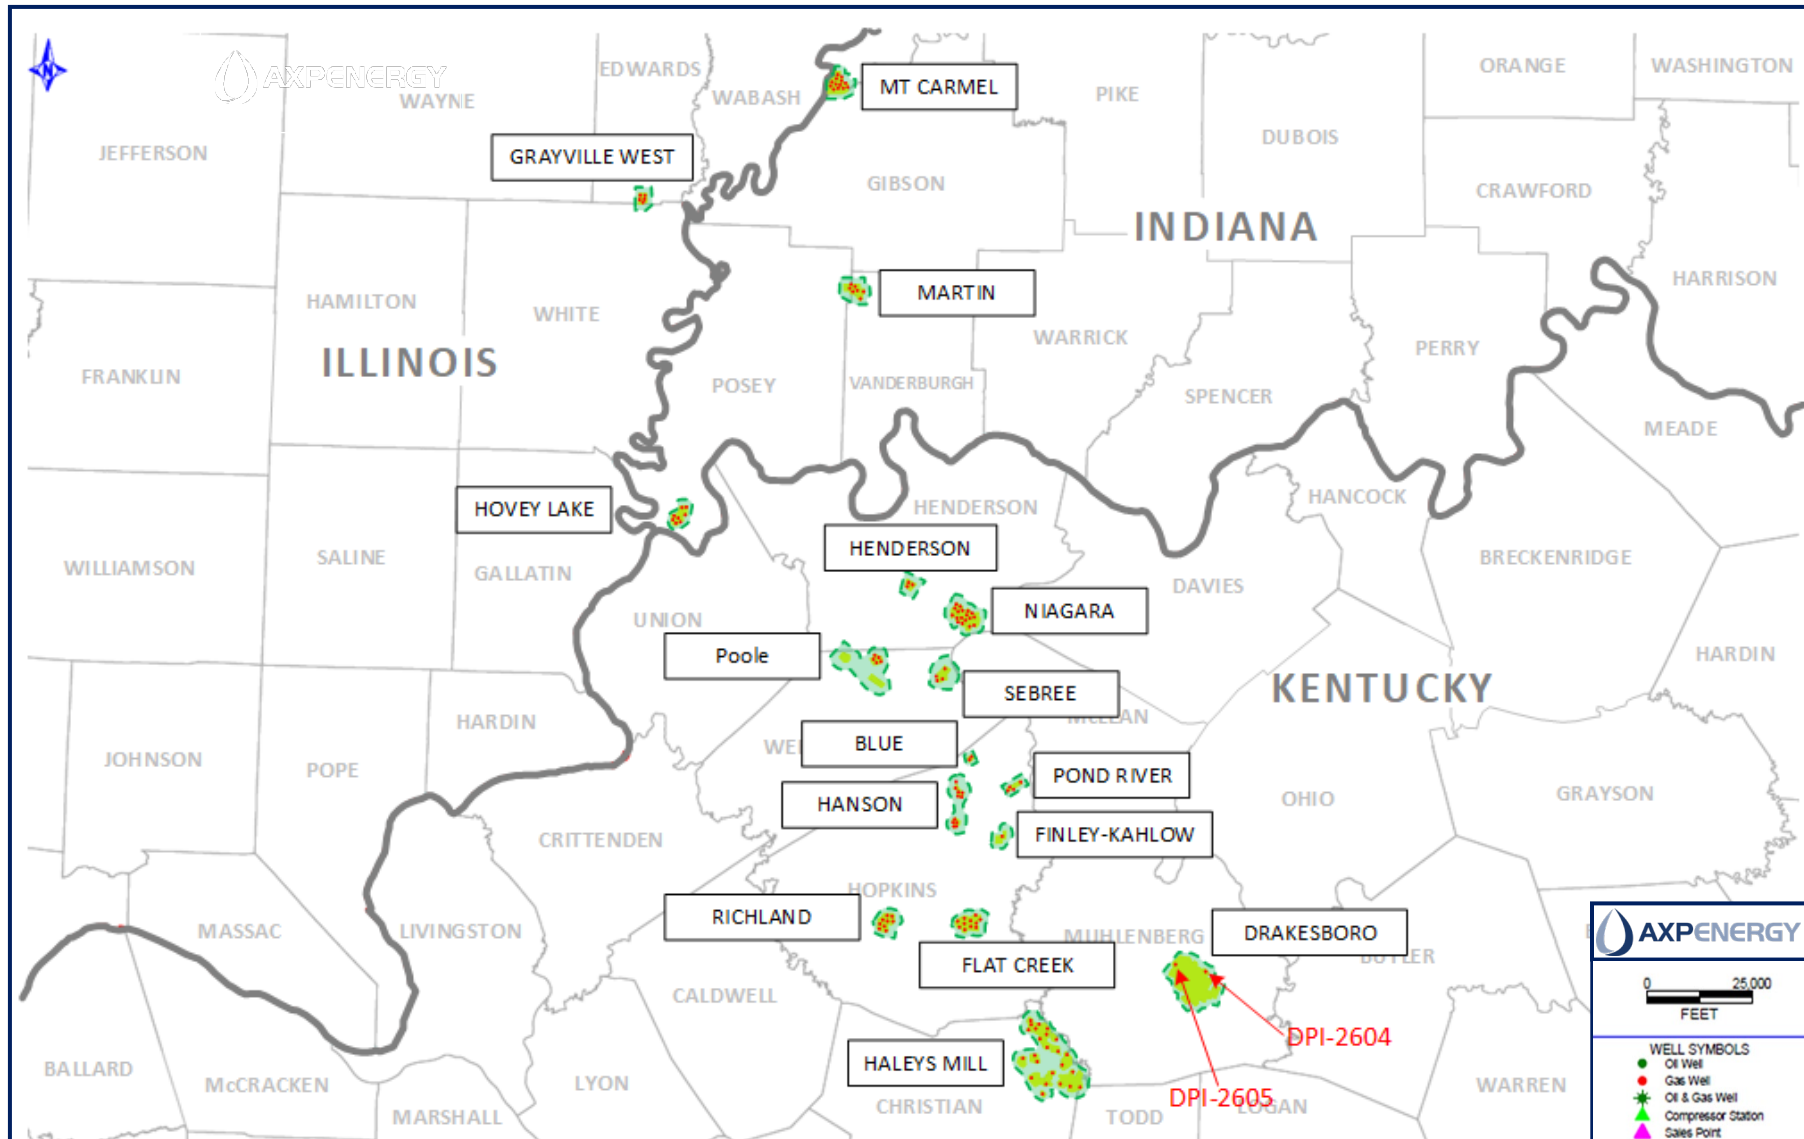 EDWARDS
ORANGE
WASHINGTON
AXPENERGY
WAYNE
WABASH
MT CARMEL
PIKE
DUBOIS
JEFFERSON
GRAYVILLE WEST
GIBSON
CRAWFORD
INDIANA
HARRISON
HAMILTON
WHITE
MARTIN
WARRICK
PERRY
ILLINOIS
FRANKLIN
POSEY
VANDERBURGH
SPENCER
MEADE
HOVEY LAKE
HENDERSON
HANCOCK
HENDERSON
SALINE
WILLIAMSON
GALLATIN
DAVIES
BRECKENRIDGE
UNION
NIAGARA
Poole
HARDIN
SEBREE
KENTUCKY
HARDIN
McLEAN
WE
BLUE
JOHNSON
POPE
POND RIVER
HANSON
OHIO
GRAYSON
CRITTENDEN
FINLEY-KAHLOW
HOPKINS
RICHLAND
MASSAC
LIVINGSTON
MUHLENBERG
DRAKESBORO
BUTLER
FLAT CREEK
CALDWELL
DPI-2604
HALEYS MILL
BALLARD
McCRACKEN
LYON
MARSHALL
CHRISTIAN
TODD
DPI-2605
LOGAN
WARREN
AXPENERGY
0 25,000
FEET
WELL SYMBOLS
Oil Well
Gas Well
Oil & Gas Well
Compressor Station
Sales Point
N